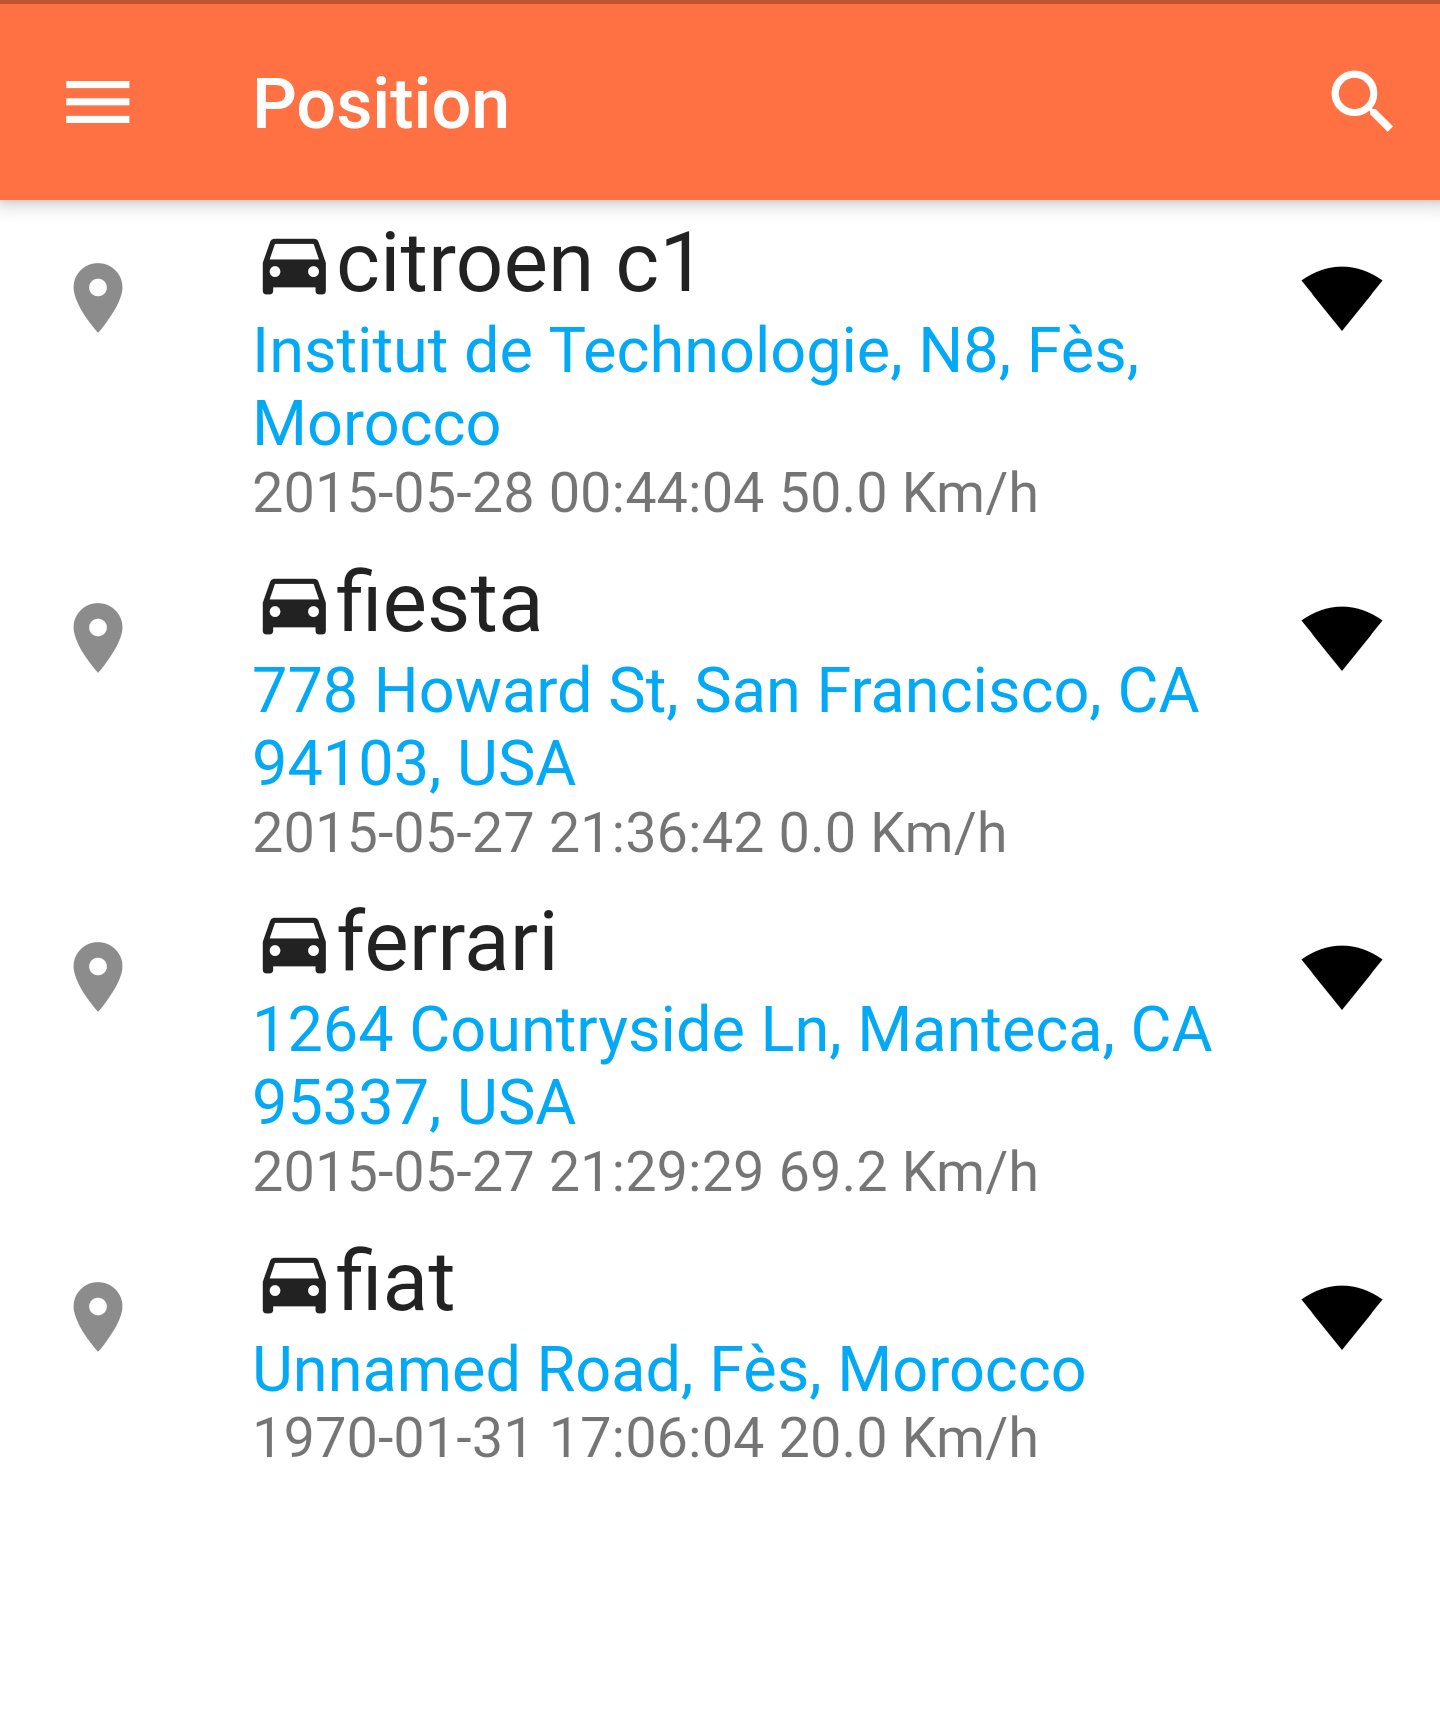 Position
citroen c1
Institut de Technologie, N8, Fès,
Morocco
2015-05-28 00:44:04 50.0 Km/h
fiesta
778 Howard St, San Francisco, CA
94103, USA
2015-05-27 21:36:42 0.0 Km/h
ferrari
1264 Countryside Ln, Manteca, CA
95337, USA
2015-05-27 21:29:29 69.2 Km/h
fiat
Unnamed Road, Fès, Morocco
1970-01-31 17:06:04 20.0 Km/h